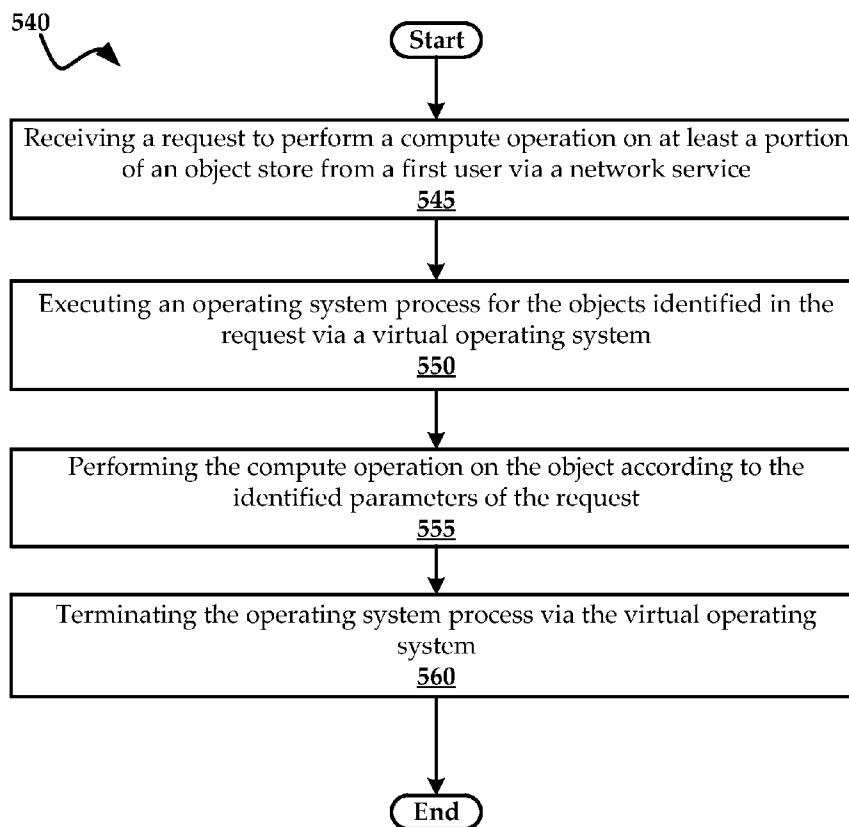 540
Start
Receiving a request to perform a compute operation on at least a portion
of an object store from a first user via a network service
545
Executing an operating system process for the objects identified in the
request via a virtual operating system
550
Performing the compute operation on the object according to the
identified parameters of the request
555
Terminating the operating system process via the virtual operating
system
560
End